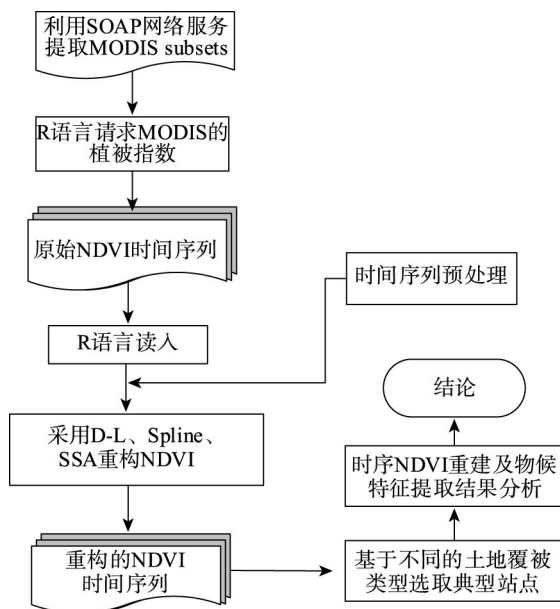 利用SOAP网络服务
提取MODIS subsets
R语言请求MODIS的
植被指数
原始NDVI时间序列
时间序列预处理
R语言读入
结论
采用D-L、Spline、
SSA重构NDVI
时序NDVI重建及物候
特征提取结果分析
重构的NDVI
时间序列
基于不同的土地覆被
类型选取典型站点